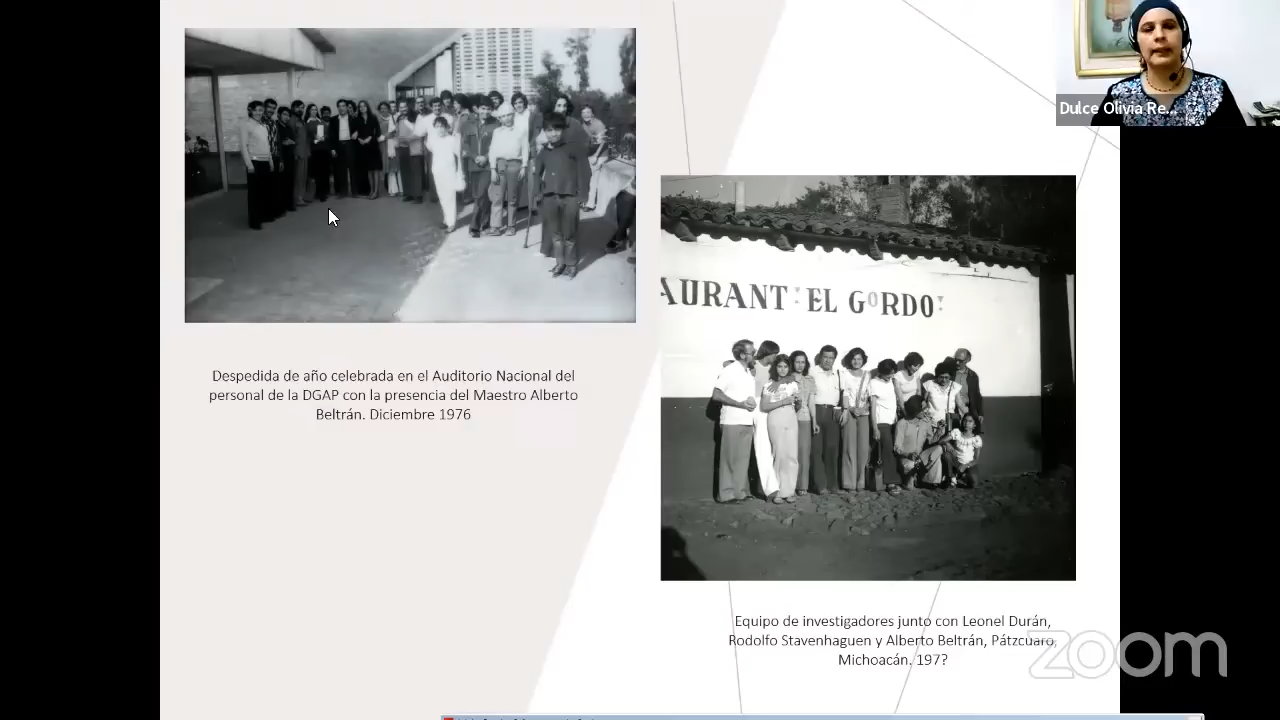 Dulce Olivia Re...
AURANT "EL GORDO"
Despedida de año celebrada en el Auditorio Nacional del
personal de la DGAP con la presencia del Maestro Alberto
Beltrán. Diciembre 1976
Equipo de investigadores junto con Leonel Durán,
Rodolfo Stavenhaguen y Alberto Beltrán, Pátzcuaro,
Michoacán. 197?
zoom